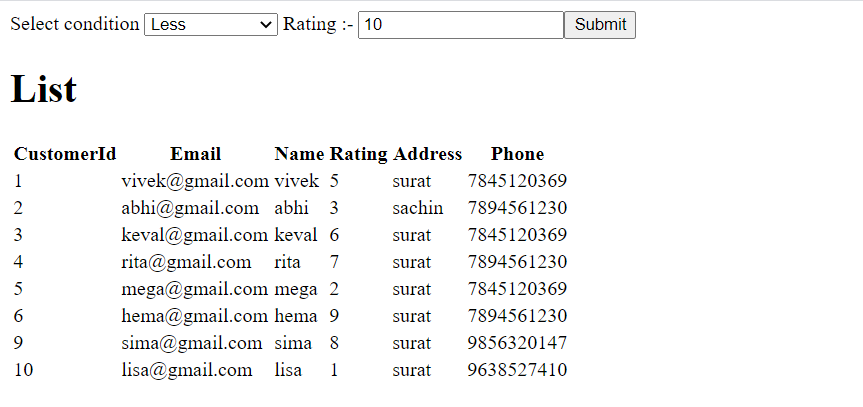 Select condition Less Rating :- 10 Submit
List
CustomerId Email Name Rating Address Phone
1 vivek@gmail.com vivek 5 surat 7845120369
2 abhi@gmail.com abhi 3 sachin 7894561230
3 keval@gmail.com keval 6 surat 7845120369
4 rita@gmail.com rita 7 surat 7894561230
5 mega@gmail.com mega 2 surat 7845120369
6 hema@gmail.com hema 9 surat 7894561230
9 sima@gmail.com sima 8 surat 9856320147
10 lisa@gmail.com lisa 1 surat 9638527410